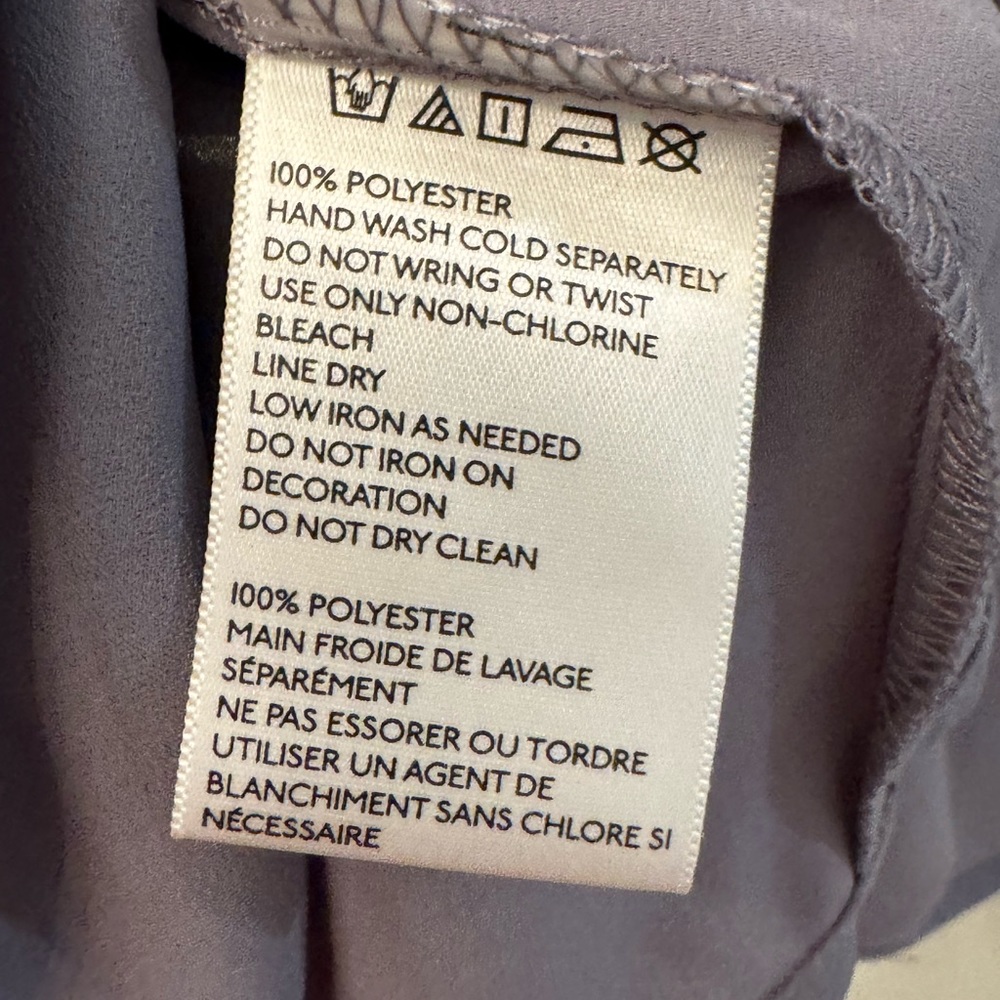 100% POLYESTER
HAND WASH COLD SEPARATELY
DO NOT WRING OR TWIST
USE ONLY NON-CHLORINE
BLEACH
LINE DRY
LOW IRON AS NEEDED
DO NOT IRON ON
DECORATION
DO NOT DRY CLEAN
100% POLYESTER
MAIN FROIDE DE LAVAGE
SÉPARÉMENT
NE PAS ESSORER OU TORDRE
UTILISER UN AGENT DE
BLANCHIMENT SANS CHLORE SI
NÉCESSAIRE